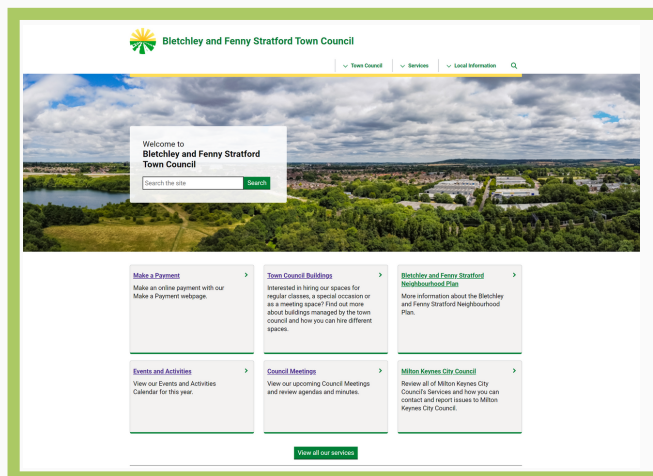 Bletchley and Fenny Stratford Town Council
Town Council
Services
Local Information
Welcome to
Bletchley and Fenny Stratford
Town Council
Search the site
Search
Make a Payment
Make an online payment with our
Make a Payment webpage.
Town Council Buildings
Interested in hiring our spaces for
regular classes, a special occasion or
as a meeting space? Find out more
about buildings managed by the town
council and how you can hire different
spaces.
Bletchley and Fenny Stratford
Neighbourhood Plan
More information about the Bletchley
and Fenny Stratford Neighbourhood
Plan.
Events and Activities
View our Events and Activities
Calendar for this year.
Council Meetings
View our upcoming Council Meetings
and review agendas and minutes.
Milton Keynes City Council
Review all of Milton Keynes City
Council's Services and how you can
contact and report issues to Milton
Keynes City Council.
View all our services